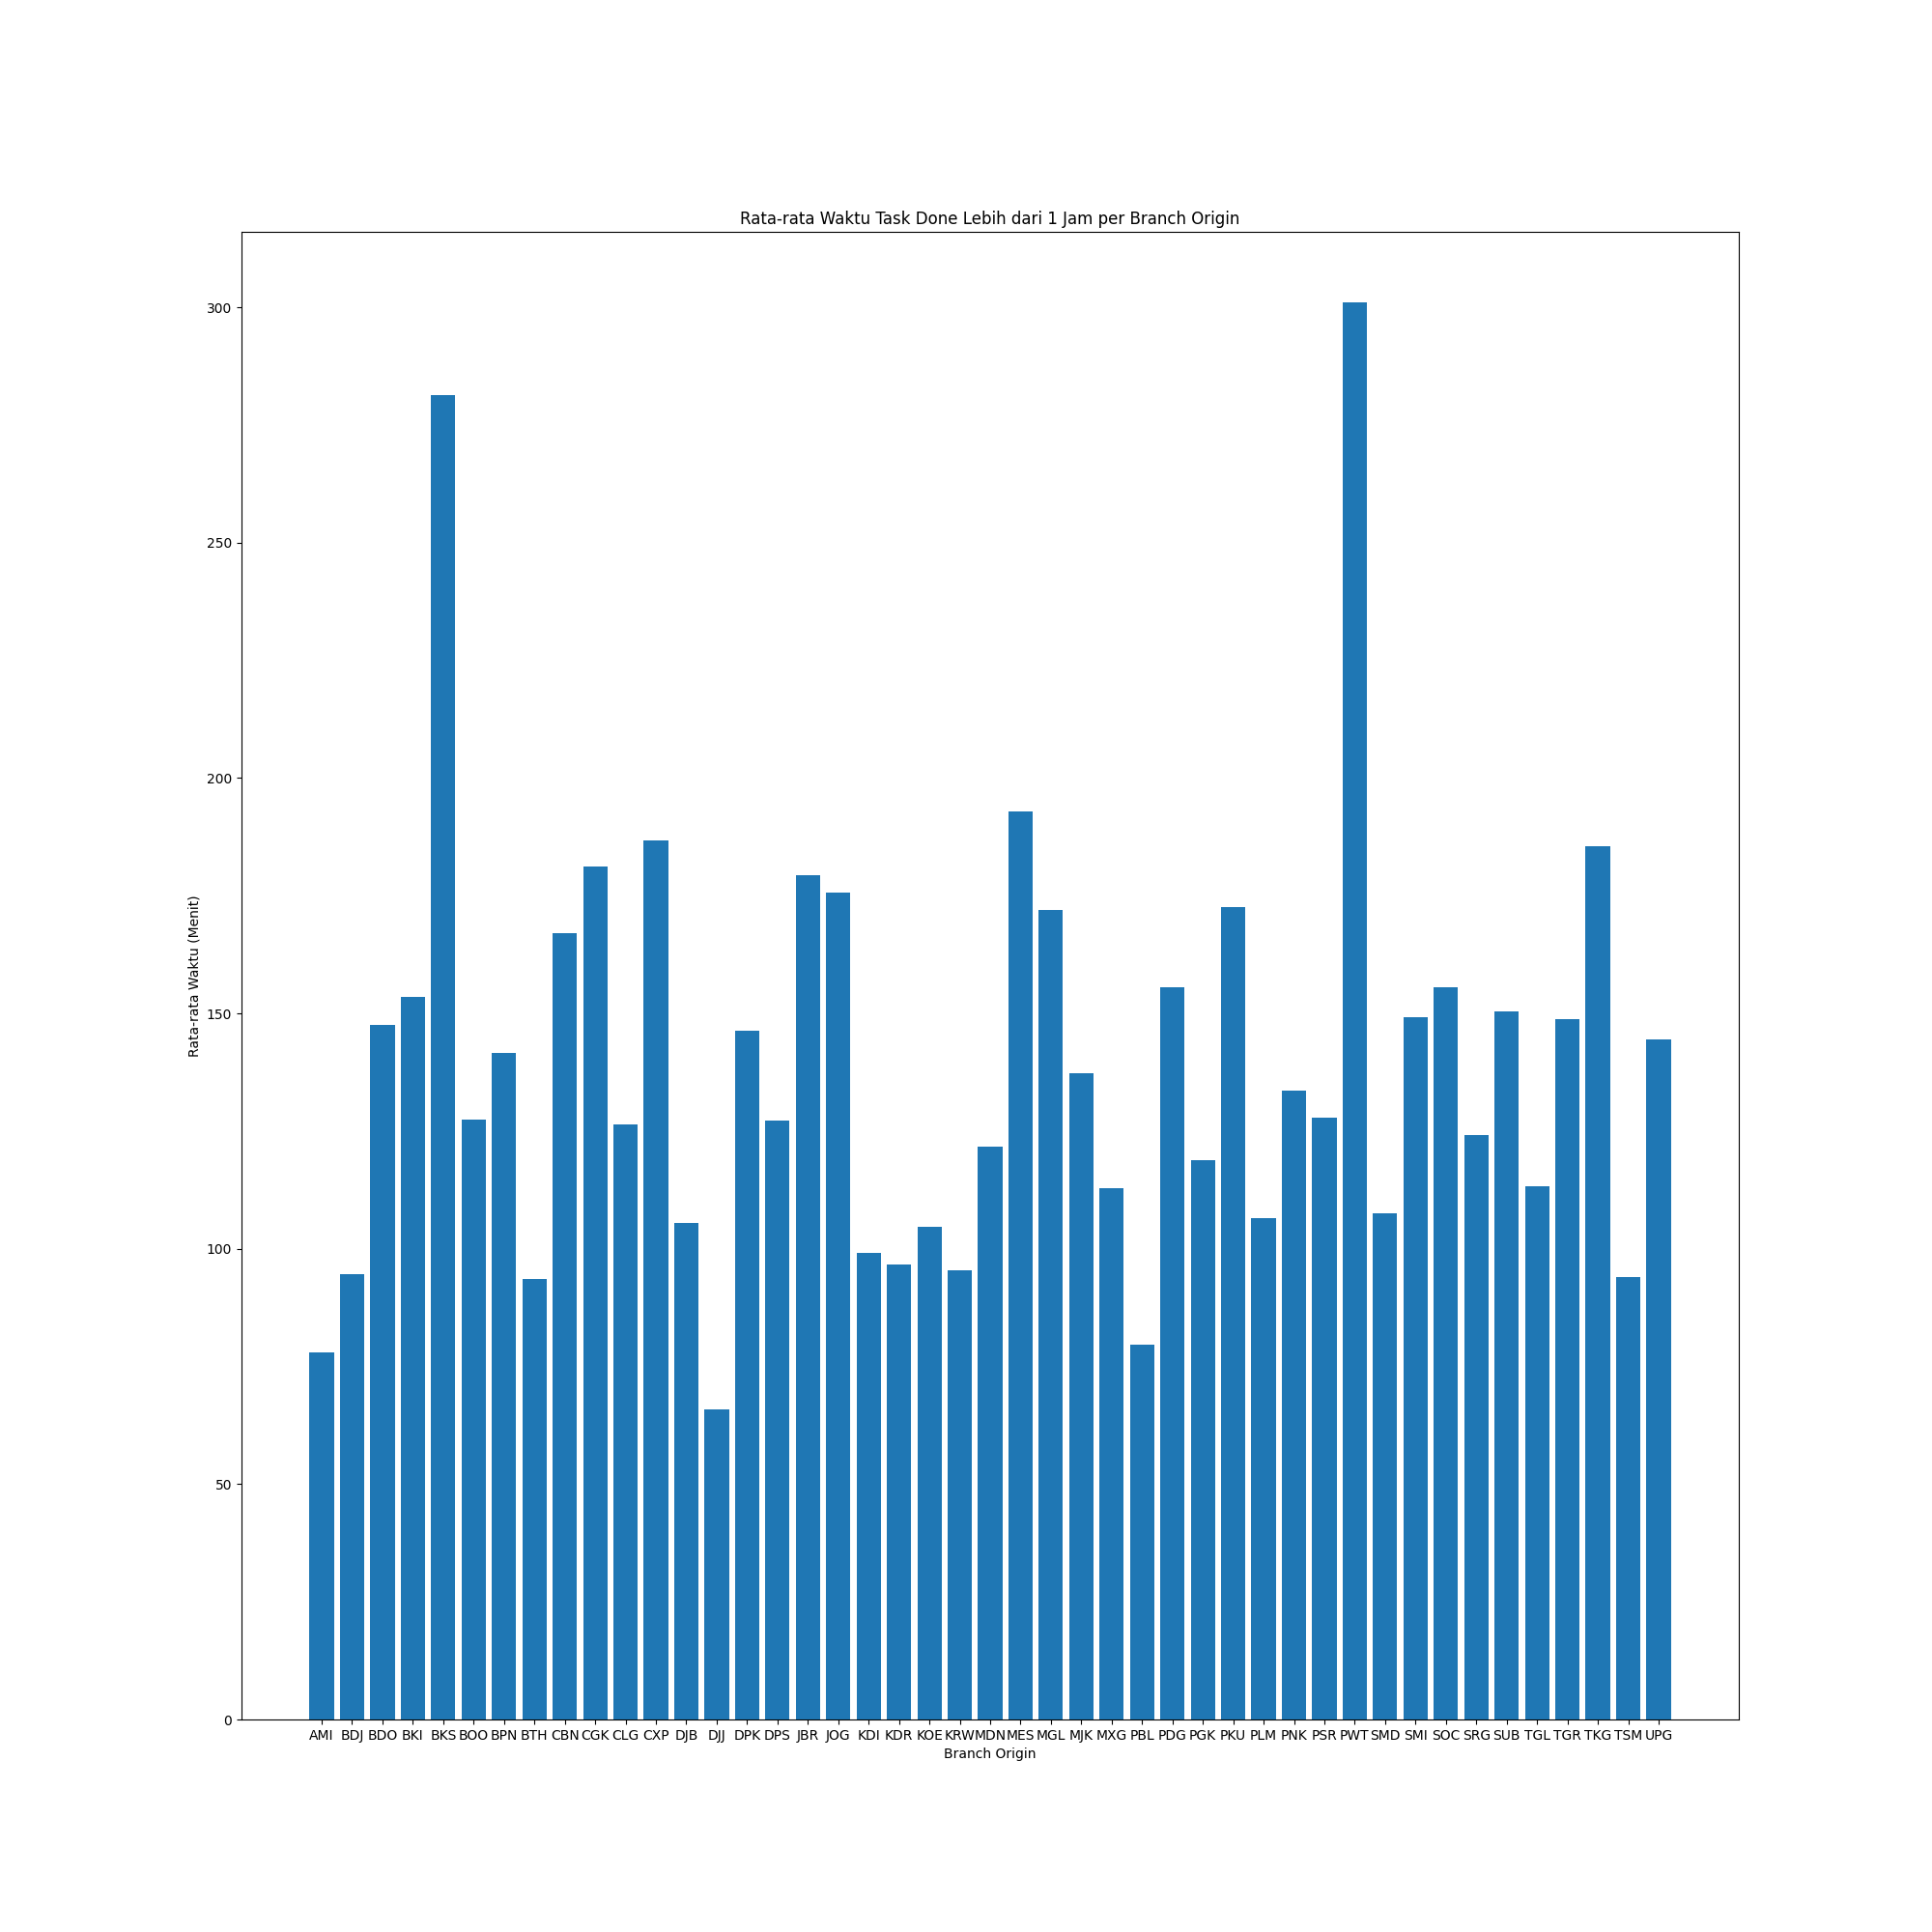 Rata-rata Waktu Task Done Lebih dari 1 Jam per Branch Origin
300
250
200
150
100
50
0
Rata-rata Waktu (Menit)
AMI BDJ BDO BKI BKS BOO BPN BTH CBN CGK CLG CXP DJB DJJ DPK DPS JBR JOG KDI KDR KOE KRW MDN MES MGL MJK MXG PBL PDG PGK PKU PLM PNK PSR PWT SMD SMI SOC SRG SUB TGL TGR TKG TSM UPG
Branch Origin